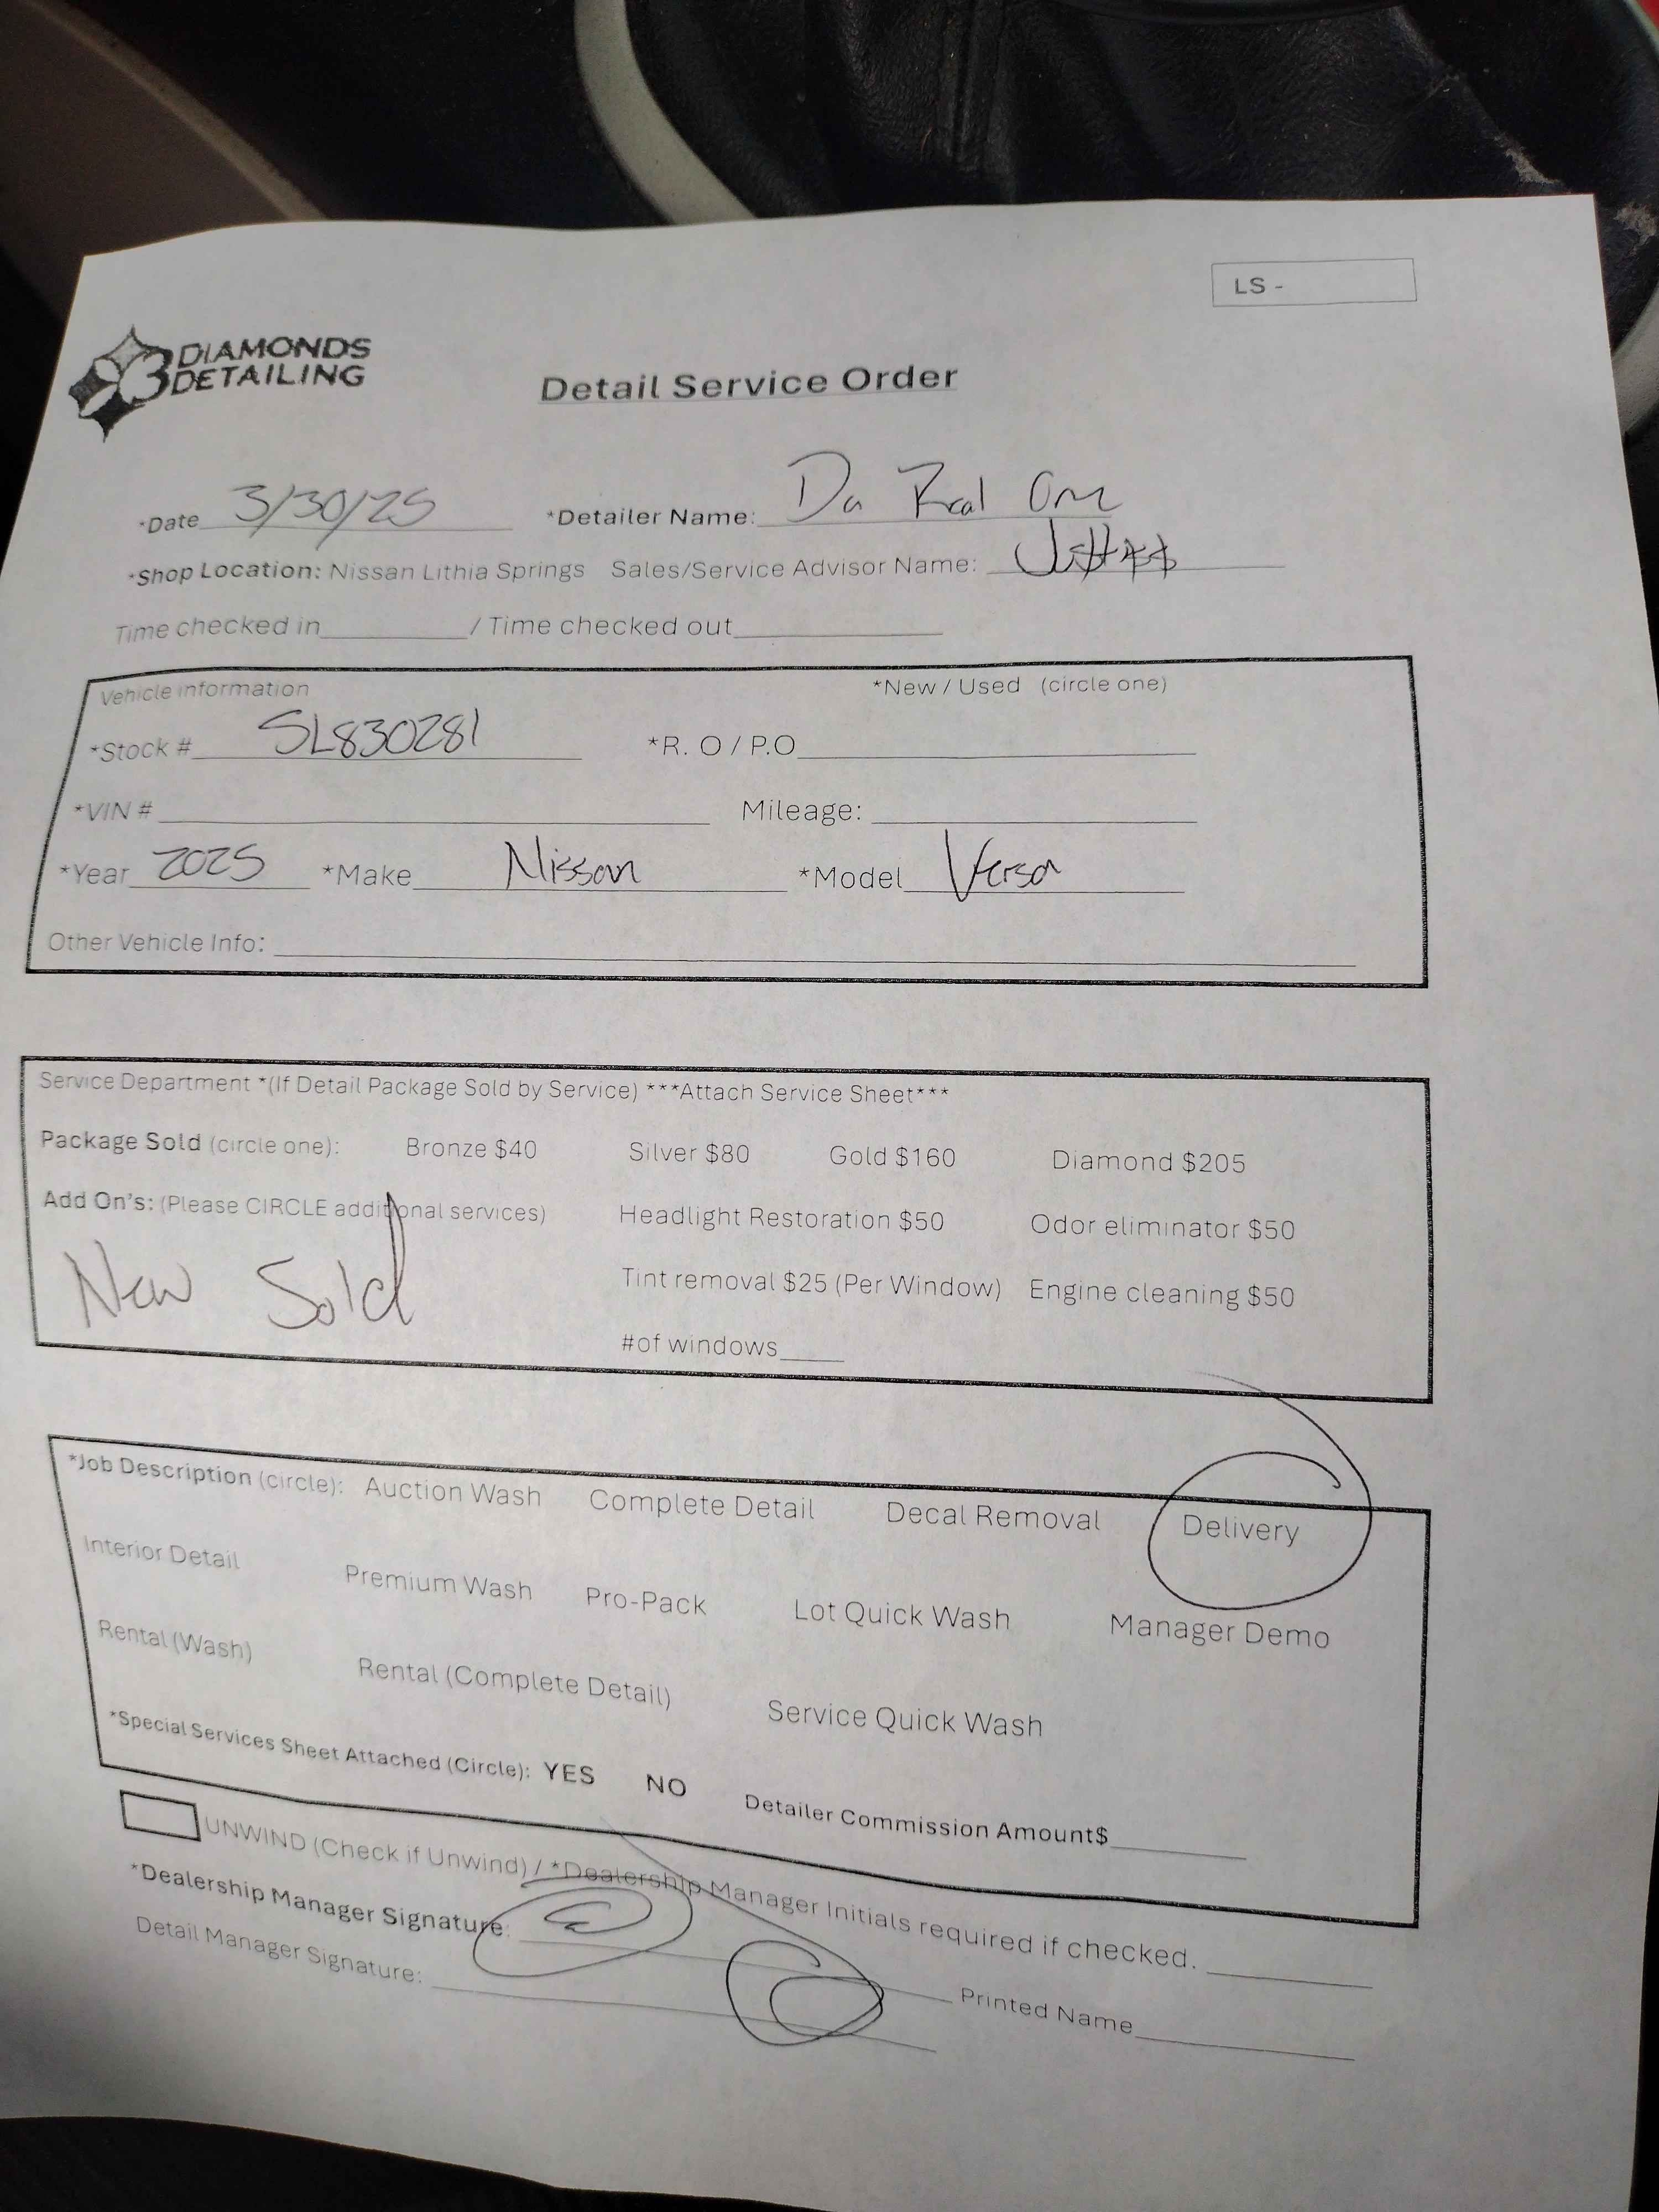 LS -
3 DIAMONDS
DETAILING
Detail Service Order
*Date 3/30/25 *Detailer Name: Da Real One
*Shop Location: Nissan Lithia Springs Sales/Service Advisor Name:
Time checked in / Time checked out
Vehicle information *New / Used (circle one)
*Stock # SL830281 *R. O / P.O
*VIN # Mileage:
*Year 2025 *Make Nissan *Model Versa
Other Vehicle Info:
Service Department *(If Detail Package Sold by Service) ***Attach Service Sheet***
Package Sold (circle one): Bronze $40 Silver $80 Gold $160 Diamond $205
Add On's: (Please CIRCLE additional services) Headlight Restoration $50 Odor eliminator $50
New Sold Tint removal $25 (Per Window) Engine cleaning $50
#of windows
*Job Description (circle): Auction Wash Complete Detail Decal Removal Delivery
Interior Detail Premium Wash Pro-Pack Lot Quick Wash Manager Demo
Rental (Wash) Rental (Complete Detail) Service Quick Wash
*Special Services Sheet Attached (Circle): YES NO Detailer Commission Amount$
UNWIND (Check if Unwind) / *Dealership Manager Initials required if checked.
*Dealership Manager Signature: Printed Name
Detail Manager Signature: